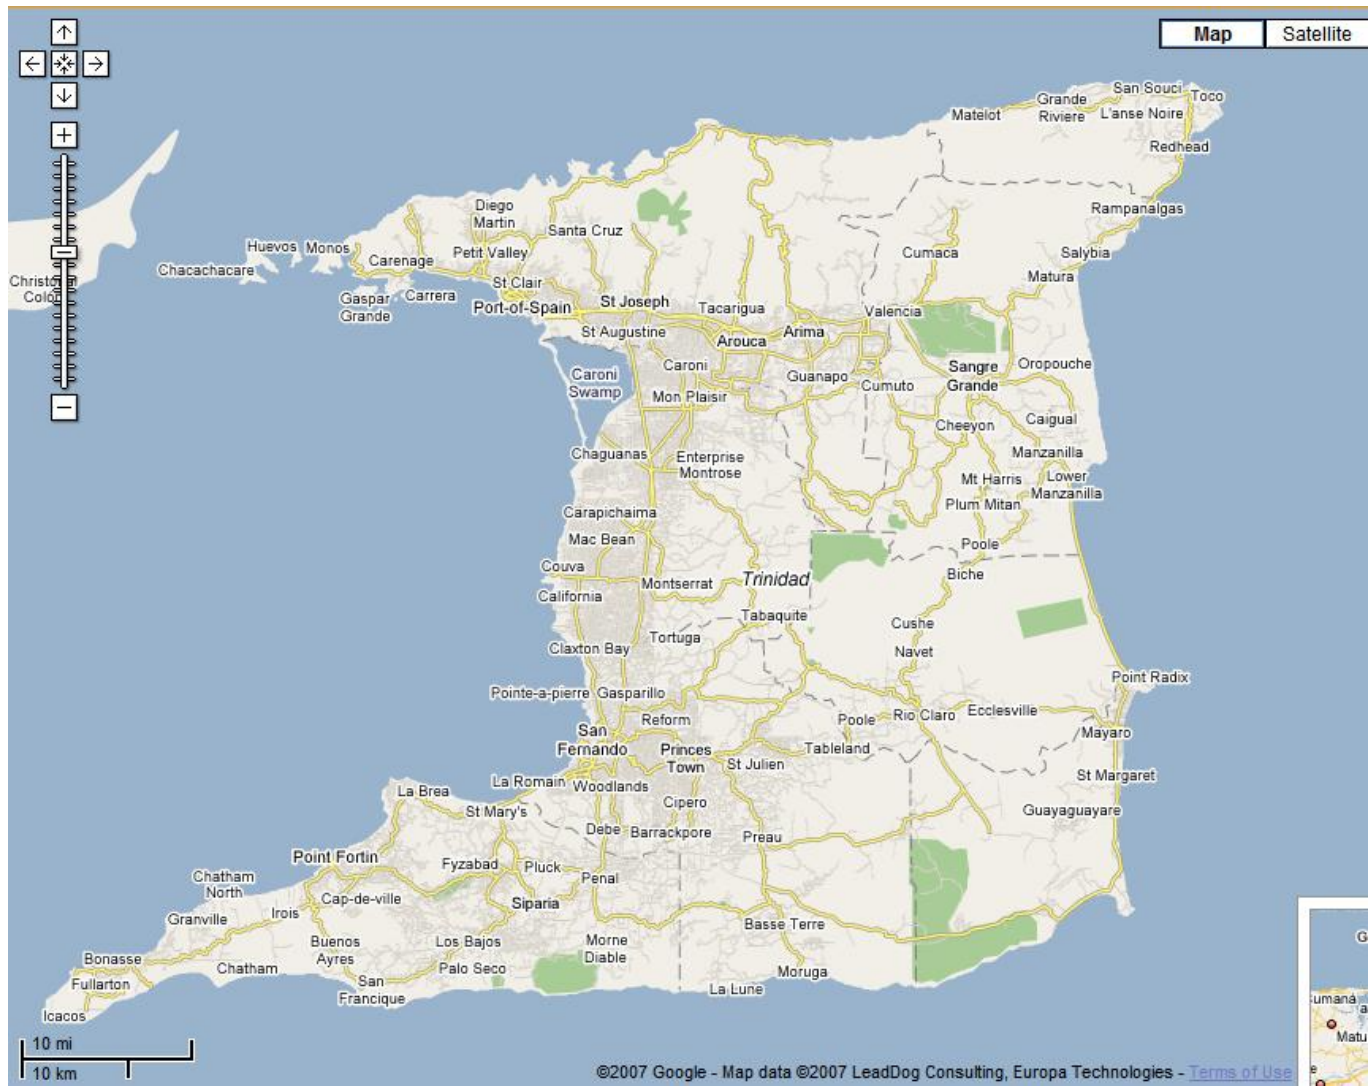 Map
Satellite
San Souci
Toco
Grande
Riviere
L'anse Noire
Matelot
Redhead
Diego
Martin
Rampanalgas
Santa Cruz
Huevos
Monos
Petit Valley
Cumaca
Salybia
Carenage
Chacachacare
Matura
St Clair
Gaspar
Grande
Carrera
Port-of-Spain
St Joseph
Tacarigua
Valencia
St Augustine
Arouca
Arima
Caroni
Swamp
Caroni
Guanapo
Cumuto
Sangre
Grande
Oropouche
Mon Plaisir
Cheeyon
Caigual
Chaguanas
Enterprise
Montrose
Manzanilla
Mt Harris
Lower
Manzanilla
Plum Mitan
Carapichaima
Mac Bean
Poole
Couva
Montserrat
Trinidad
Biche
California
Tabaquite
Cushe
Tortuga
Claxton Bay
Navet
Point Radix
Pointe-a-pierre
Gasparillo
Reform
Poole
Rio Claro
Ecclesville
San
Fernando
Mayaro
Princes
Town
Tableland
St Julien
St Margaret
La Romain
Woodlands
La Brea
St Mary's
Cipero
Guayaguayare
Debe
Barrackpore
Preau
Point Fortin
Fyzabad
Pluck
Penal
Chatham
North
Cap-de-ville
Siparia
Granville
Irois
Basse Terre
Buenos
Ayres
Los Bajos
Morne
Diable
Bonasse
Chatham
Palo Seco
Moruga
Fullarton
San
Francique
La Lune
Icacos
10 mi
10 km
©2007 Google - Map data ©2007 LeadDog Consulting, Europa Technologies - Terms of Use